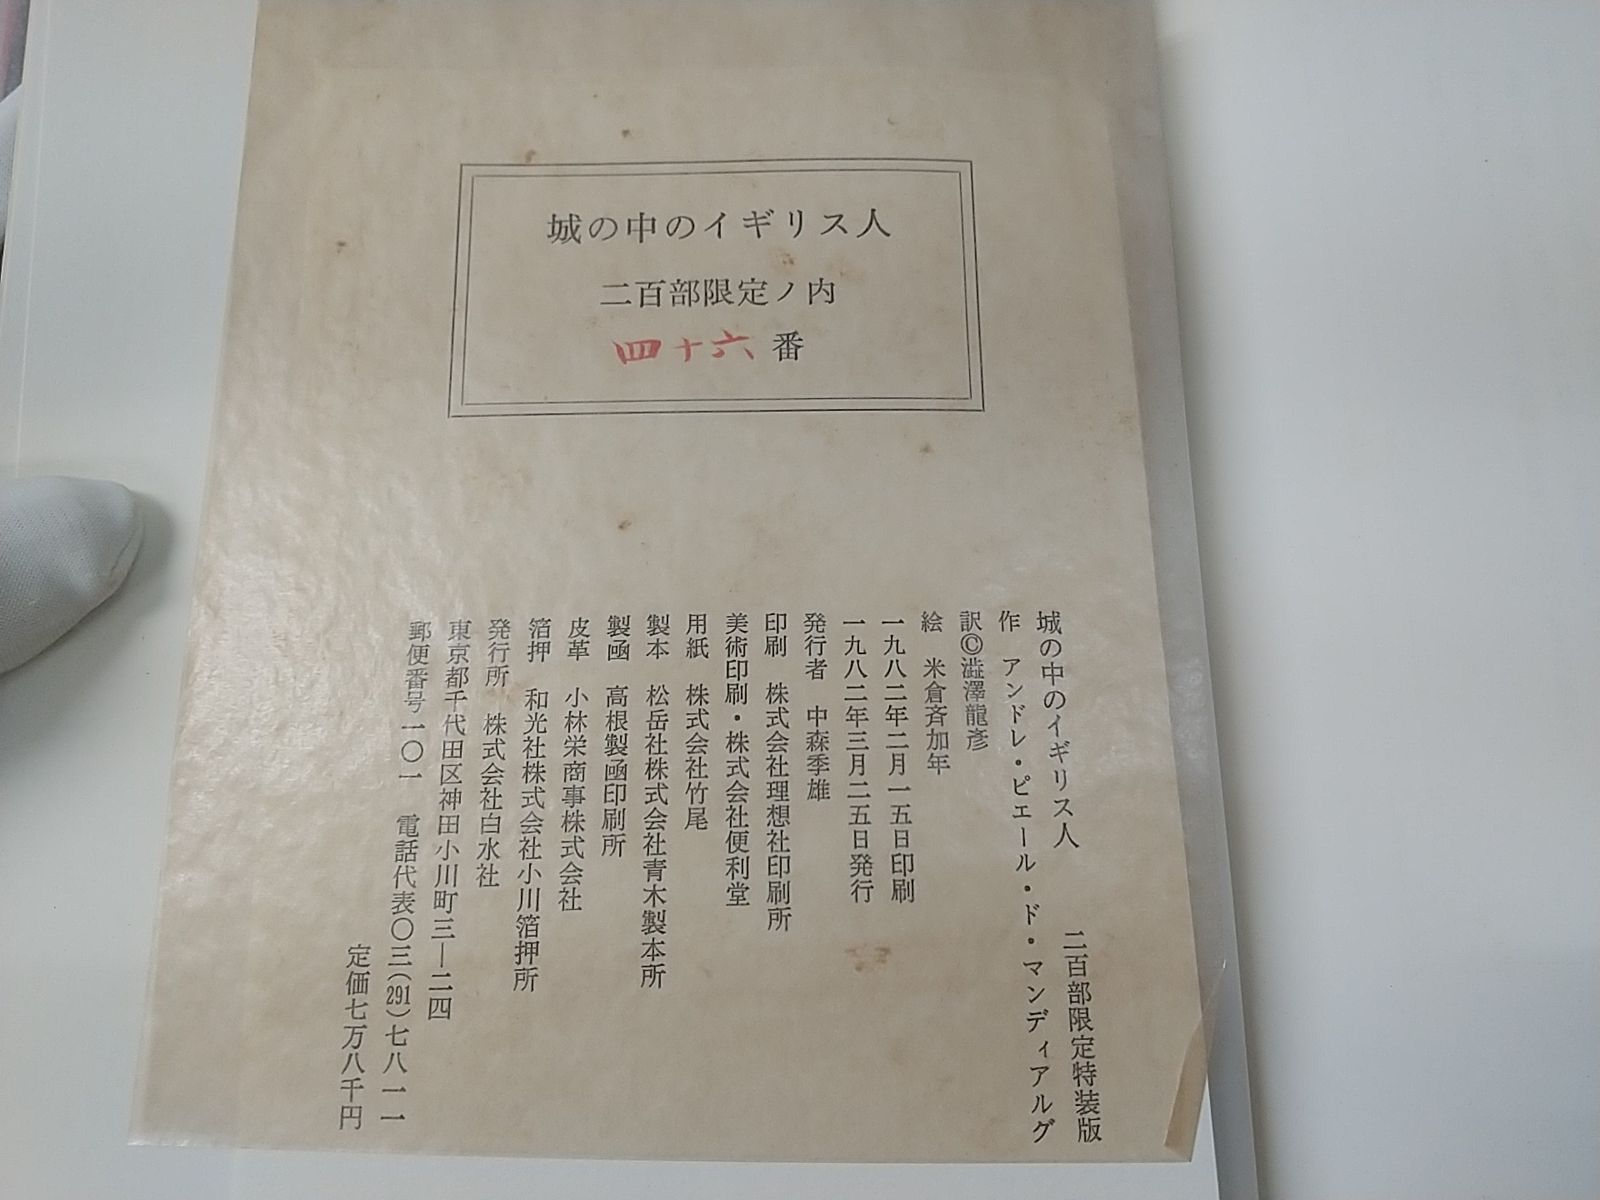 城の中のイギリス人
二百部限定ノ内
四十六番
城の中のイギリス人 二百部限定特装版
作 アンドレ・ピエール・ド・マンディアルグ
訳©澁澤龍彦
絵 米倉斉加年
一九八二年二月一五日印刷
一九八二年三月二五日発行
発行者 中森季雄
印刷 株式会社理想社印刷所
美術印刷・株式会社便利堂
用紙 株式会社竹尾
製本 松岳社株式会社青木製本所
製函 高根製函印刷所
皮革 小林栄商事株式会社
箔押 和光社株式会社小川箔押所
発行所 株式会社白水社
東京都千代田区神田小川町三―二四
郵便番号一〇一 電話代表〇三(291)七八一一
定価七万八千円